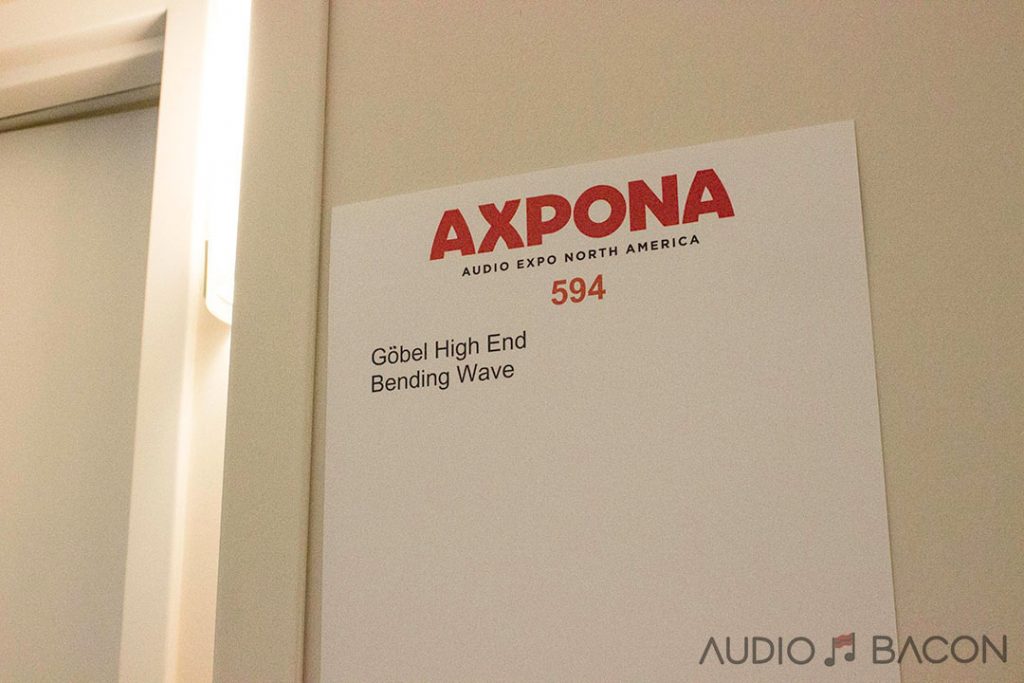 AXPONA
AUDIO EXPO NORTH AMERICA
594
Göbel High End
Bending Wave
AUDIO BACON